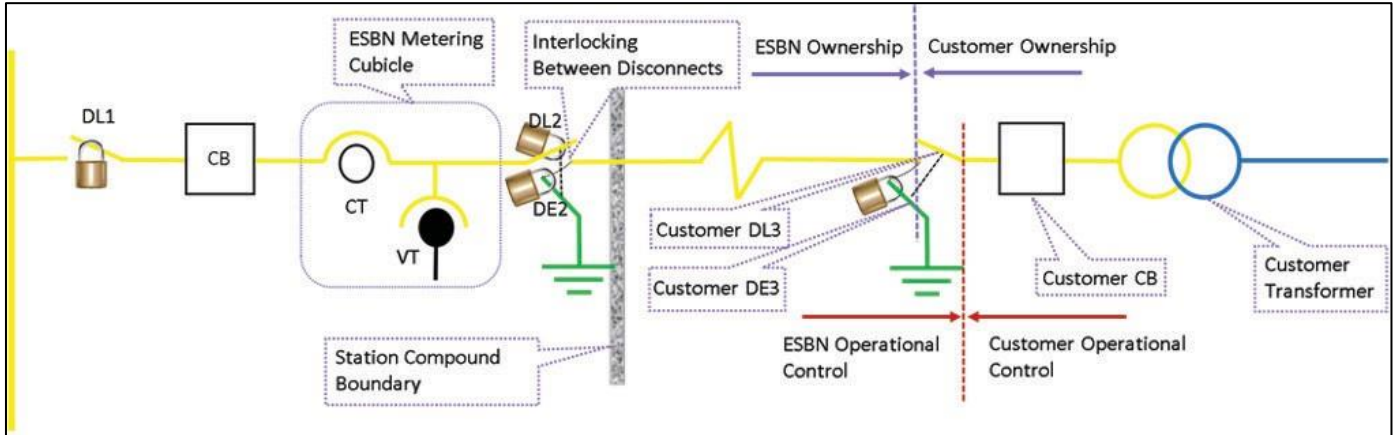 ESBN Metering
Cubicle
Interlocking
Between Disconnects
ESBN Ownership
Customer Ownership
DL1
CB
CT
VT
DL2
DE2
Customer DL3
Customer DE3
Customer CB
Customer
Transformer
Station Compound
Boundary
ESBN Operational
Control
Customer Operational
Control